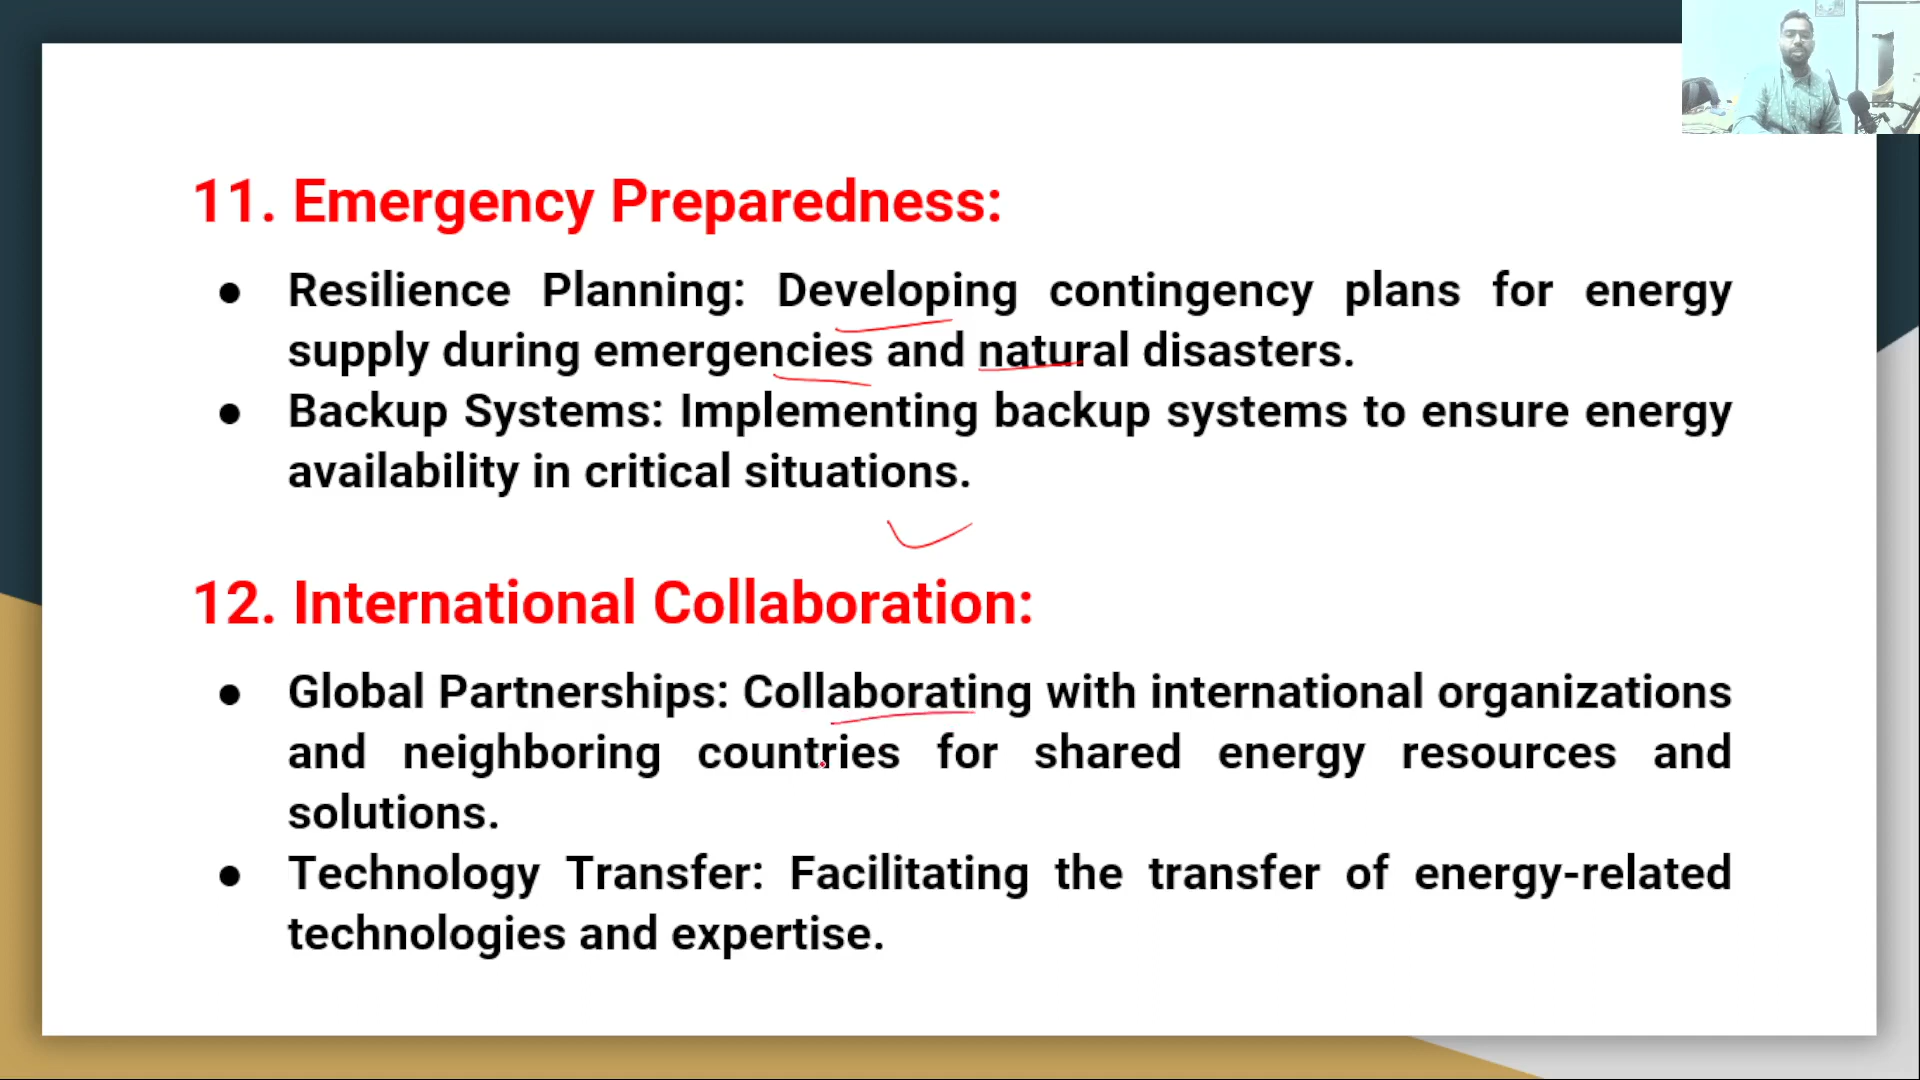 11. Emergency Preparedness:
● Resilience Planning: Developing contingency plans for energy
supply during emergencies and natural disasters.
● Backup Systems: Implementing backup systems to ensure energy
availability in critical situations.
12. International Collaboration:
● Global Partnerships: Collaborating with international organizations
and neighboring countries for shared energy resources and
solutions.
● Technology Transfer: Facilitating the transfer of energy-related
technologies and expertise.